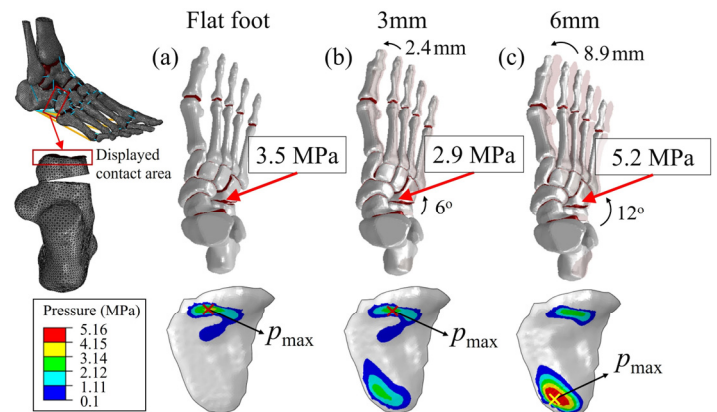 Flat foot
3mm
6mm
(a)
(b)
(c)
2.4 mm
8.9 mm
3.5 MPa
2.9 MPa
5.2 MPa
Displayed
contact area
6°
12°
Pressure (MPa)
5.16
4.15
3.14
2.12
1.11
0.1
pmax
pmax
pmax